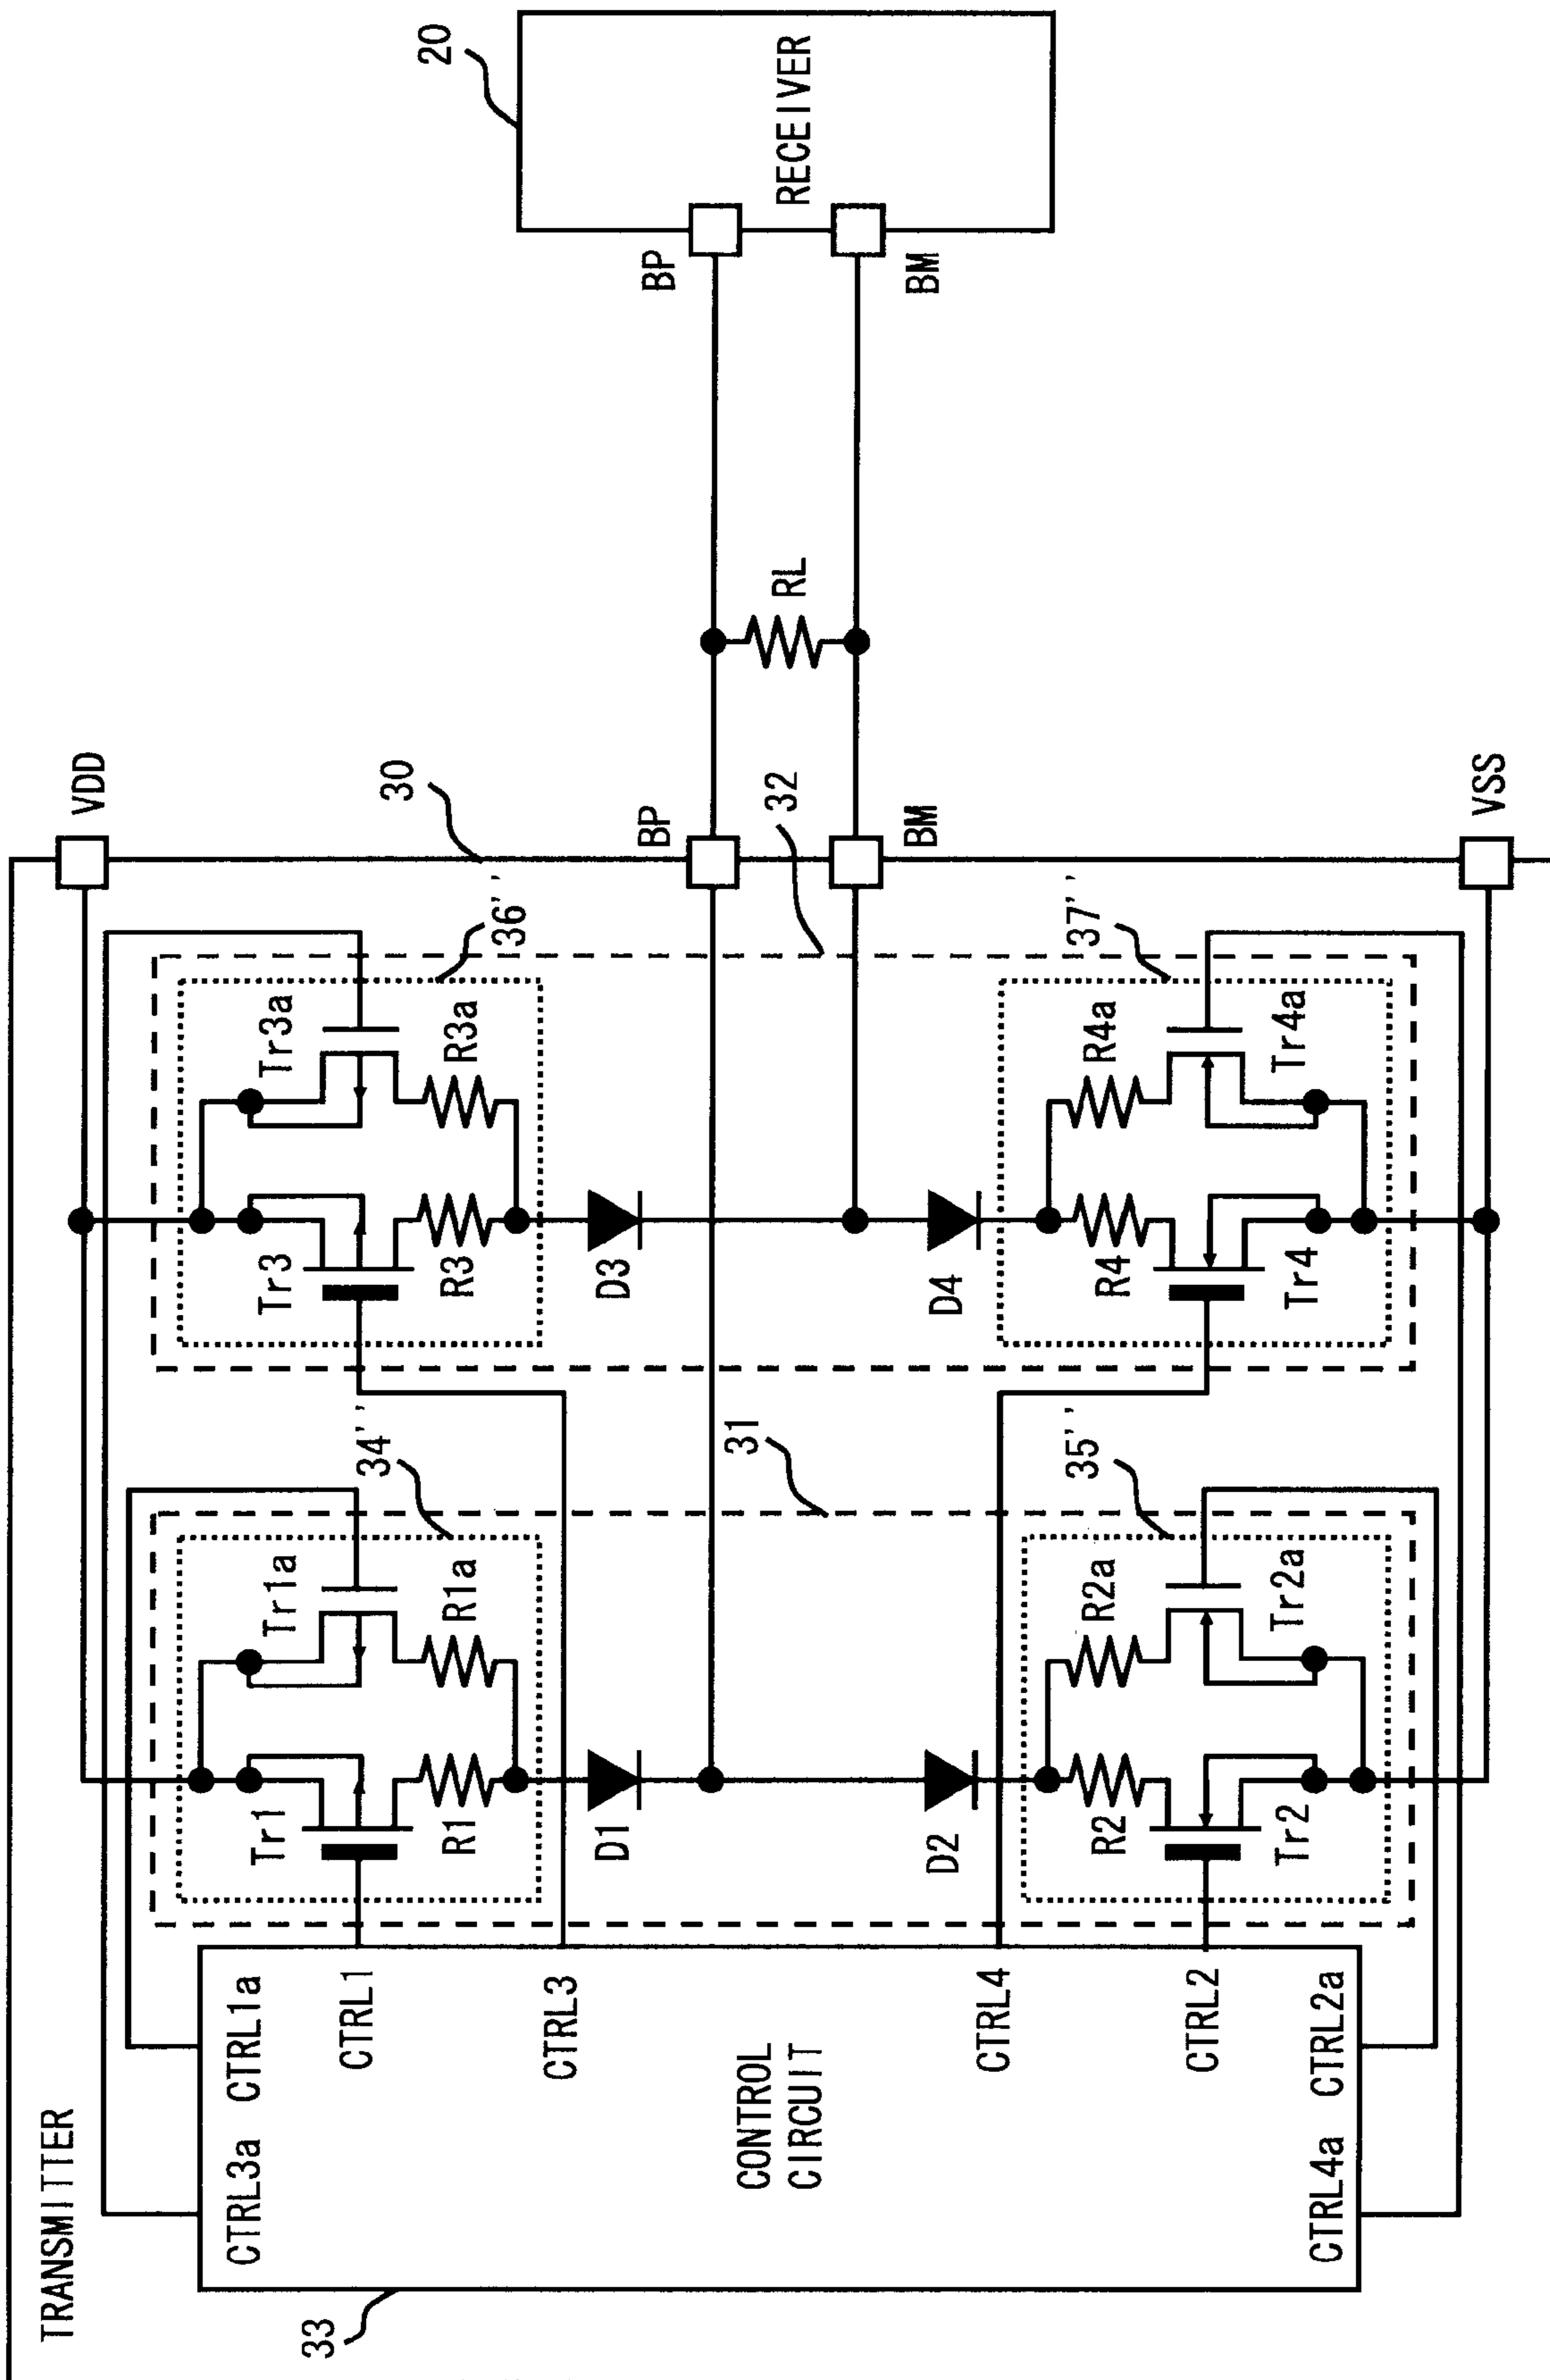 TRANSMITTER
33
CTRL3a
CTRL1a
CTRL1
CTRL3
CONTROL
CIRCUIT
CTRL4
CTRL2
CTRL4a
CTRL2a
31
34''
Tr1
Tr1a
R1
R1a
D1
D2
35''
R2
R2a
Tr2
Tr2a
32
36''
Tr3
Tr3a
R3
R3a
D3
D4
37''
R4
R4a
Tr4
Tr4a
VDD
30
BP
BM
VSS
RL
BP
BM
20
RECEIVER